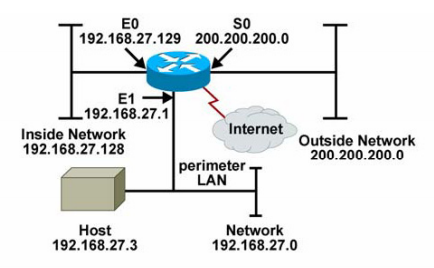 E0
192.168.27.129
S0
200.200.200.0
E1
192.168.27.1
Internet
Inside Network
192.168.27.128
Outside Network
200.200.200.0
perimeter
LAN
Host
192.168.27.3
Network
192.168.27.0